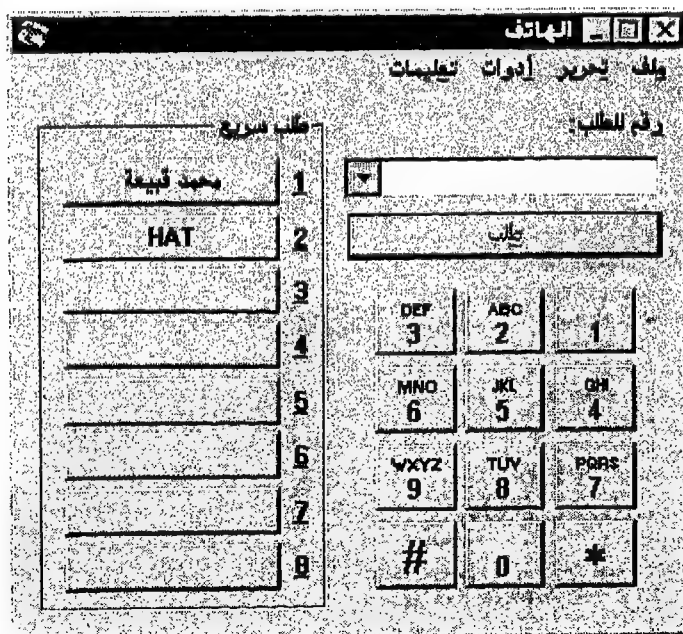 الهاتف
ملف تحرير أدوات تعليمات
رقم للطلب:
طلب
1 ABC 2 DEF 3
GHI 4 JKL 5 MNO 6
PQRS 7 TUV 8 WXYZ 9
* 0 #
طلب سريع
1 محمد قبيعة
2 HAT
3
4
5
6
7
8